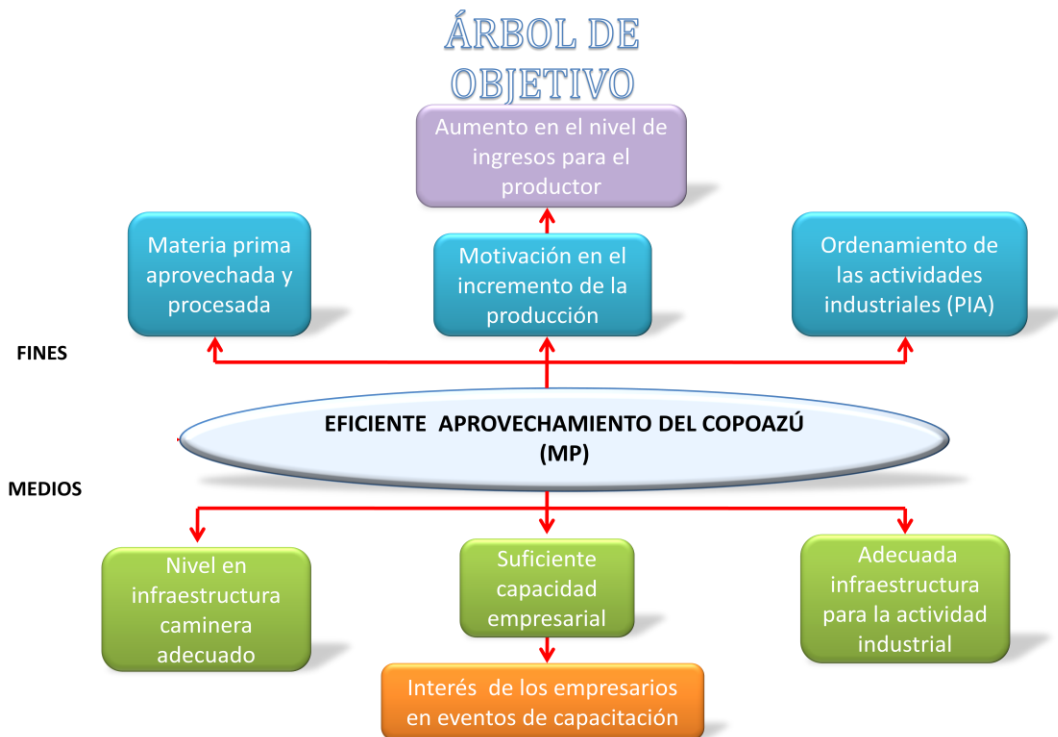 ÁRBOL DE
OBJETIVO
Aumento en el nivel de
ingresos para el
productor
Materia prima
aprovechada y
procesada
Motivación en el
incremento de la
producción
Ordenamiento de
las actividades
industriales (PIA)
FINES
EFICIENTE APROVECHAMIENTO DEL COPOAZÚ
(MP)
MEDIOS
Nivel en
infraestructura
caminera
adecuado
Suficiente
capacidad
empresarial
Adecuada
infraestructura
para la actividad
industrial
Interés de los empresarios
en eventos de capacitación